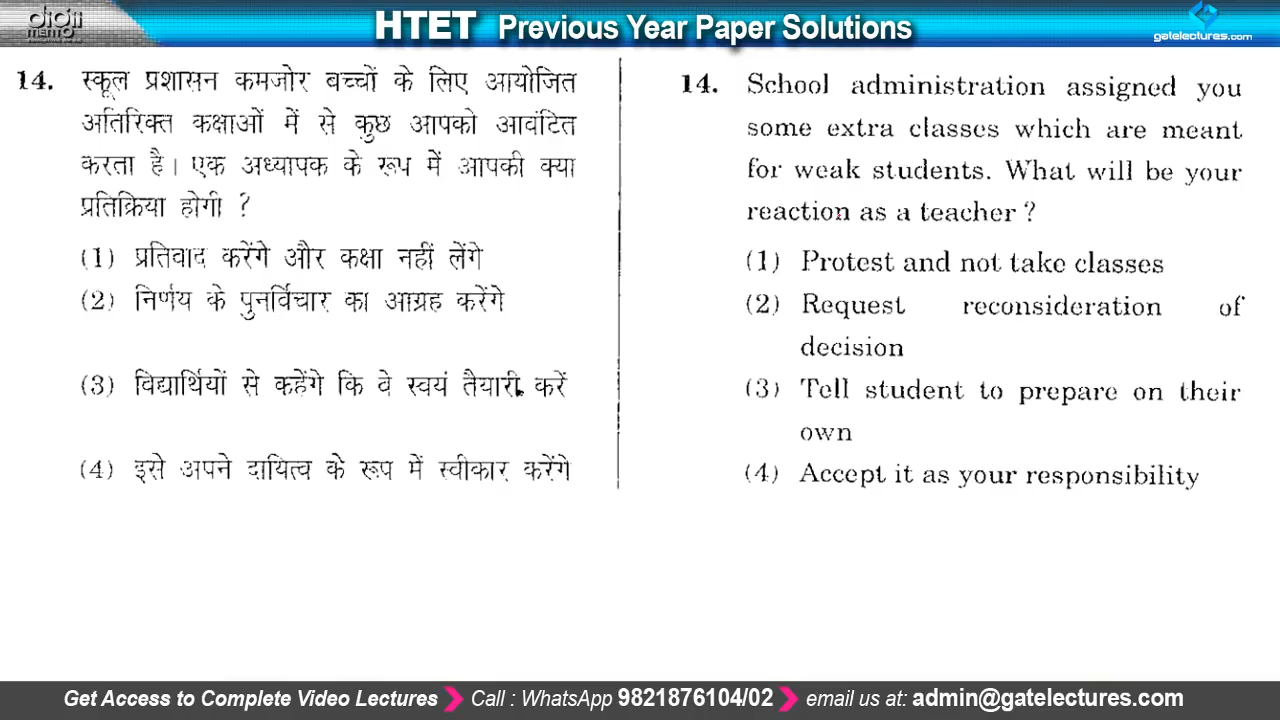 digii
MENTO
HTET Previous Year Paper Solutions
gatelectures.com
14. स्कूल प्रशासन कमजोर बच्चों के लिए आयोजित
अतिरिक्त कक्षाओं में से कुछ आपको आवंटित
करता है। एक अध्यापक के रूप में आपकी क्या
प्रतिक्रिया होगी ?
(1) प्रतिवाद करेंगे और कक्षा नहीं लेंगे
(2) निर्णय के पुनर्विचार का आग्रह करेंगे
(3) विद्यार्थियों से कहेंगे कि वे स्वयं तैयारी करें
(4) इसे अपने दायित्व के रूप में स्वीकार करेंगे
14. School administration assigned you
some extra classes which are meant
for weak students. What will be your
reaction as a teacher ?
(1) Protest and not take classes
(2) Request reconsideration of
decision
(3) Tell student to prepare on their
own
(4) Accept it as your responsibility
Get Access to Complete Video Lectures Call : WhatsApp 9821876104/02 email us at: admin@gatelectures.com